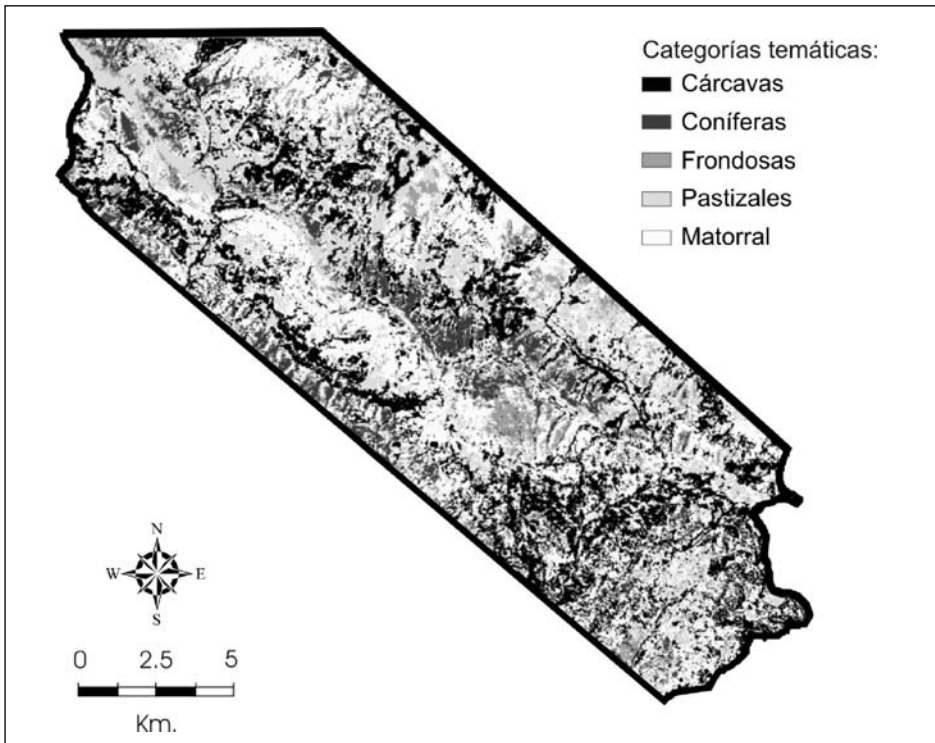 Categorías temáticas:
Cárcavas
Coníferas
Frondosas
Pastizales
Matorral
N
W E
S
0 2.5 5
Km.